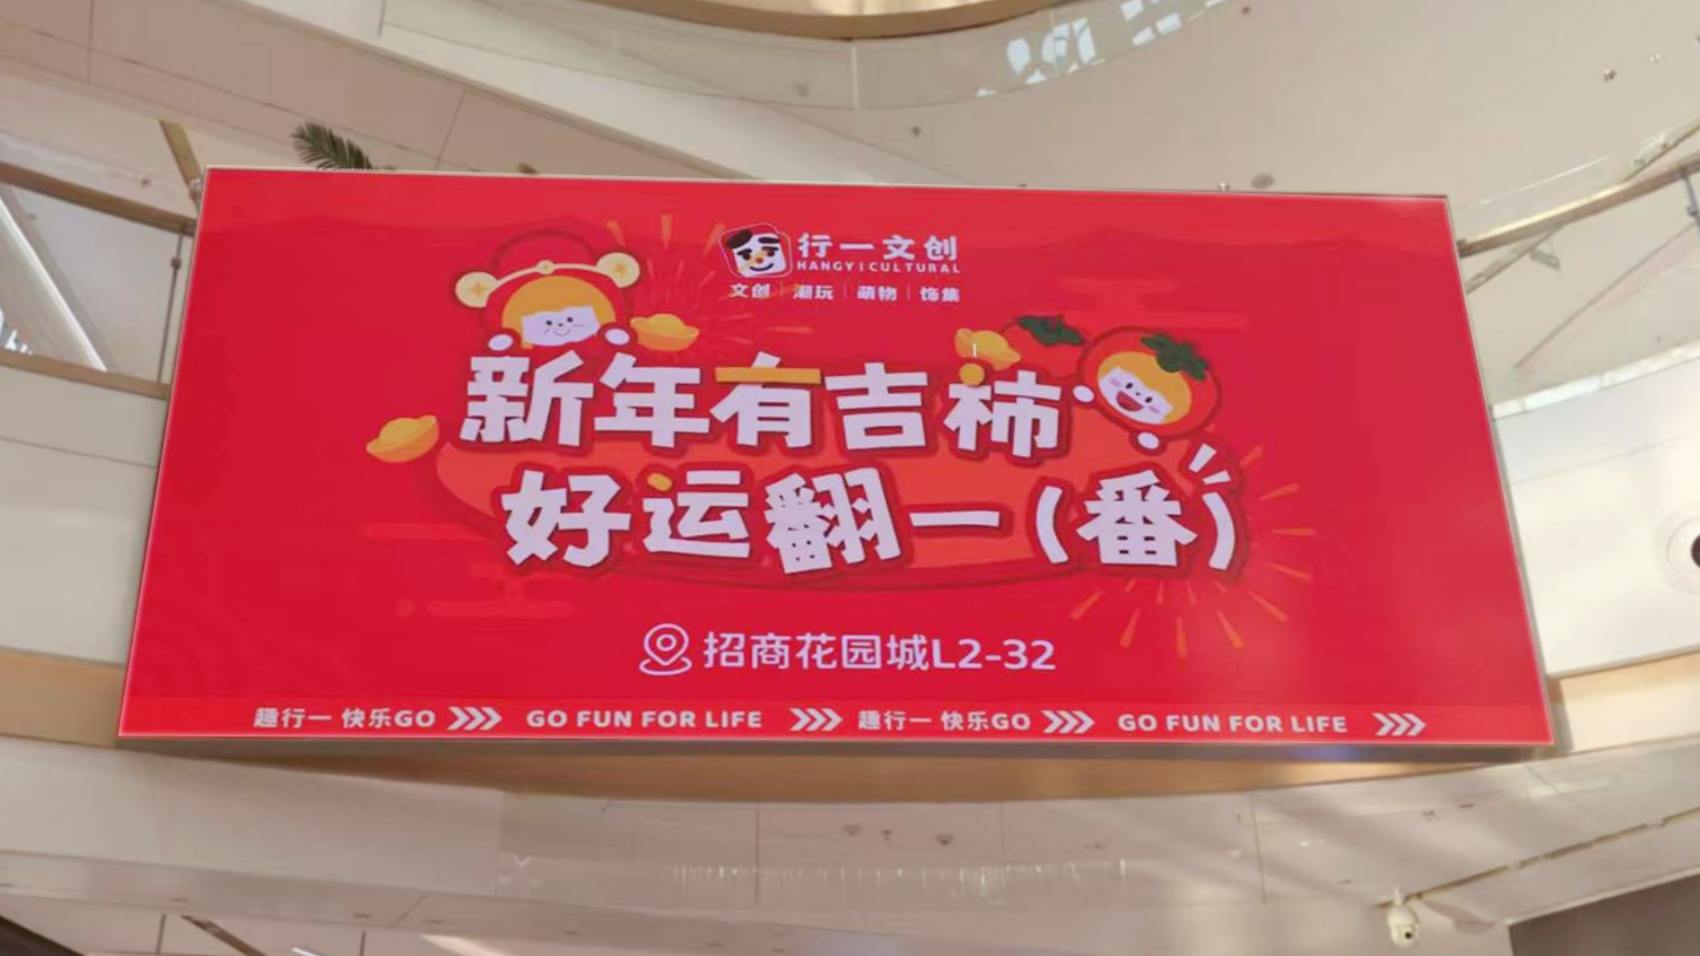 行一文创
HANGYICULTURAL
文创 | 潮玩 | 萌物 | 饰集
新年有吉柿
好运翻一(番)
招商花园城L2-32
趣行一 快乐GO >>> GO FUN FOR LIFE >>> 趣行一 快乐GO >>> GO FUN FOR LIFE >>>